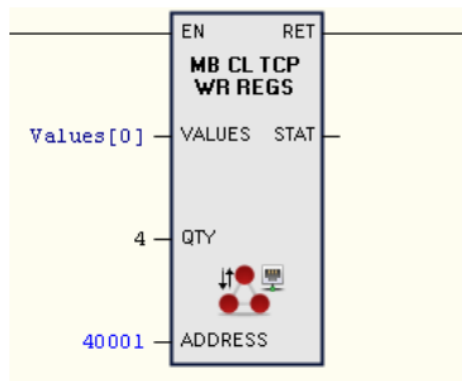 EN RET
MB CL TCP
WR REGS
Values[0] VALUES STAT
4 QTY
40001 ADDRESS